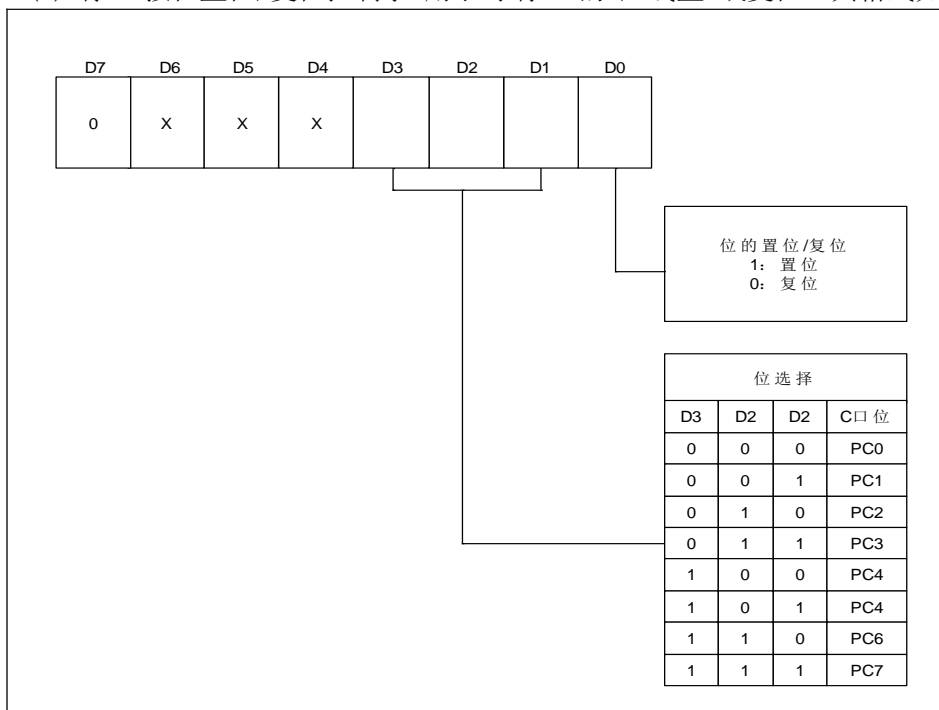 D7 D6 D5 D4 D3 D2 D1 D0
0 X X X
位的置位/复位
1: 置位
0: 复位
位选择
D3 D2 D2 C口位
0 0 0 PC0
0 0 1 PC1
0 1 0 PC2
0 1 1 PC3
1 0 0 PC4
1 0 1 PC4
1 1 0 PC6
1 1 1 PC7